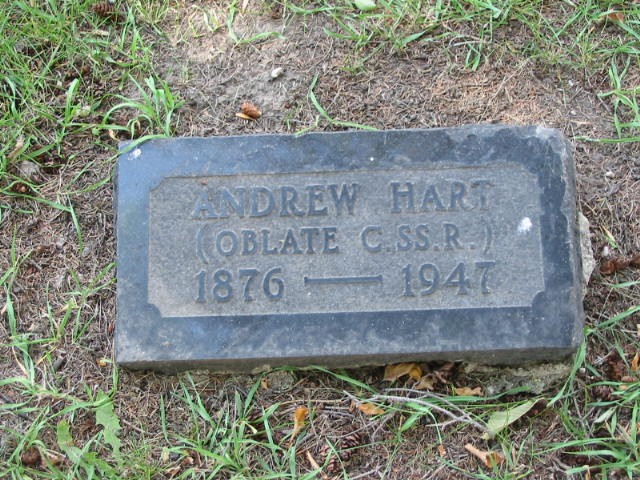 ANDREW HART
(OBLATE C.SS.R.)
1876 — 1947